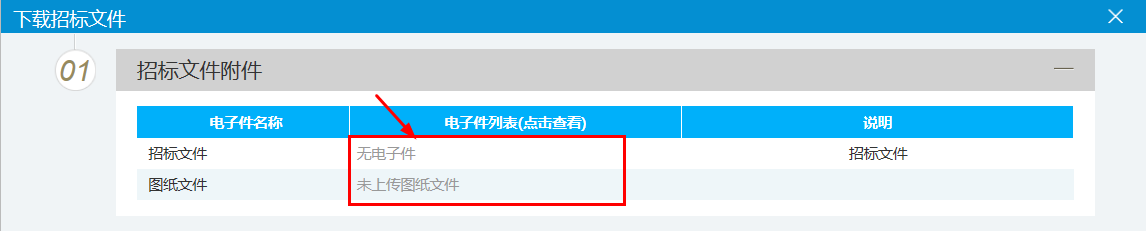 下载招标文件
01
招标文件附件
电子件名称 电子件列表(点击查看) 说明
招标文件 无电子件 招标文件
图纸文件 未上传图纸文件